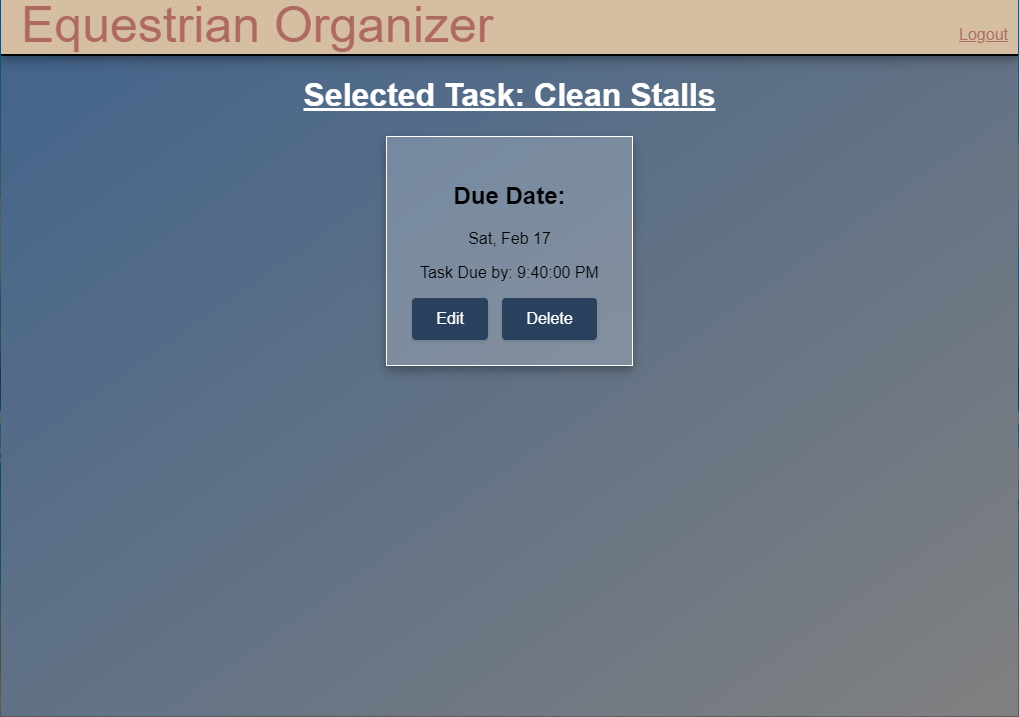 Equestrian Organizer
Logout
Selected Task: Clean Stalls
Due Date:
Sat, Feb 17
Task Due by: 9:40:00 PM
Edit Delete